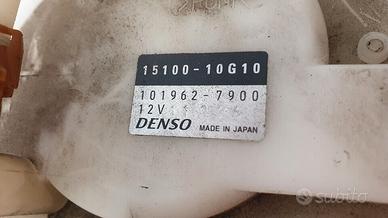 15100-10G10
101962-7900
12V
DENSO MADE IN JAPAN
subito